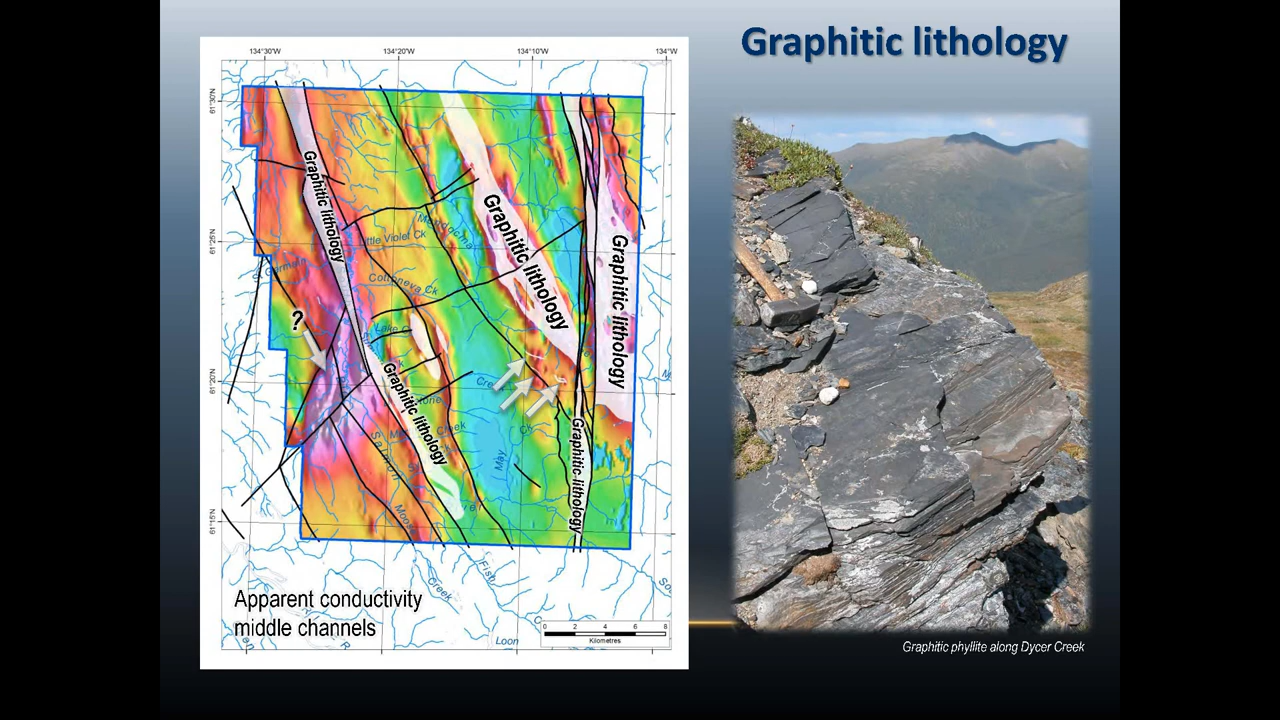 Graphitic lithology
134°30'W
134°20'W
134°10'W
134°W
61°30'N
61°25'N
61°20'N
61°15'N
Graphitic lithology
Graphitic lithology
Graphitic lithology
Graphitic lithology
Graphitic lithology
Little Violet Ck
Cottoneva Ck
Lake C
?
Creek
Ck
May
Salmon
Moose
Creek
Fish
Loon
Apparent conductivity
middle channels
0 2 4 6 8
Kilometres
Graphitic phyllite along Dycer Creek